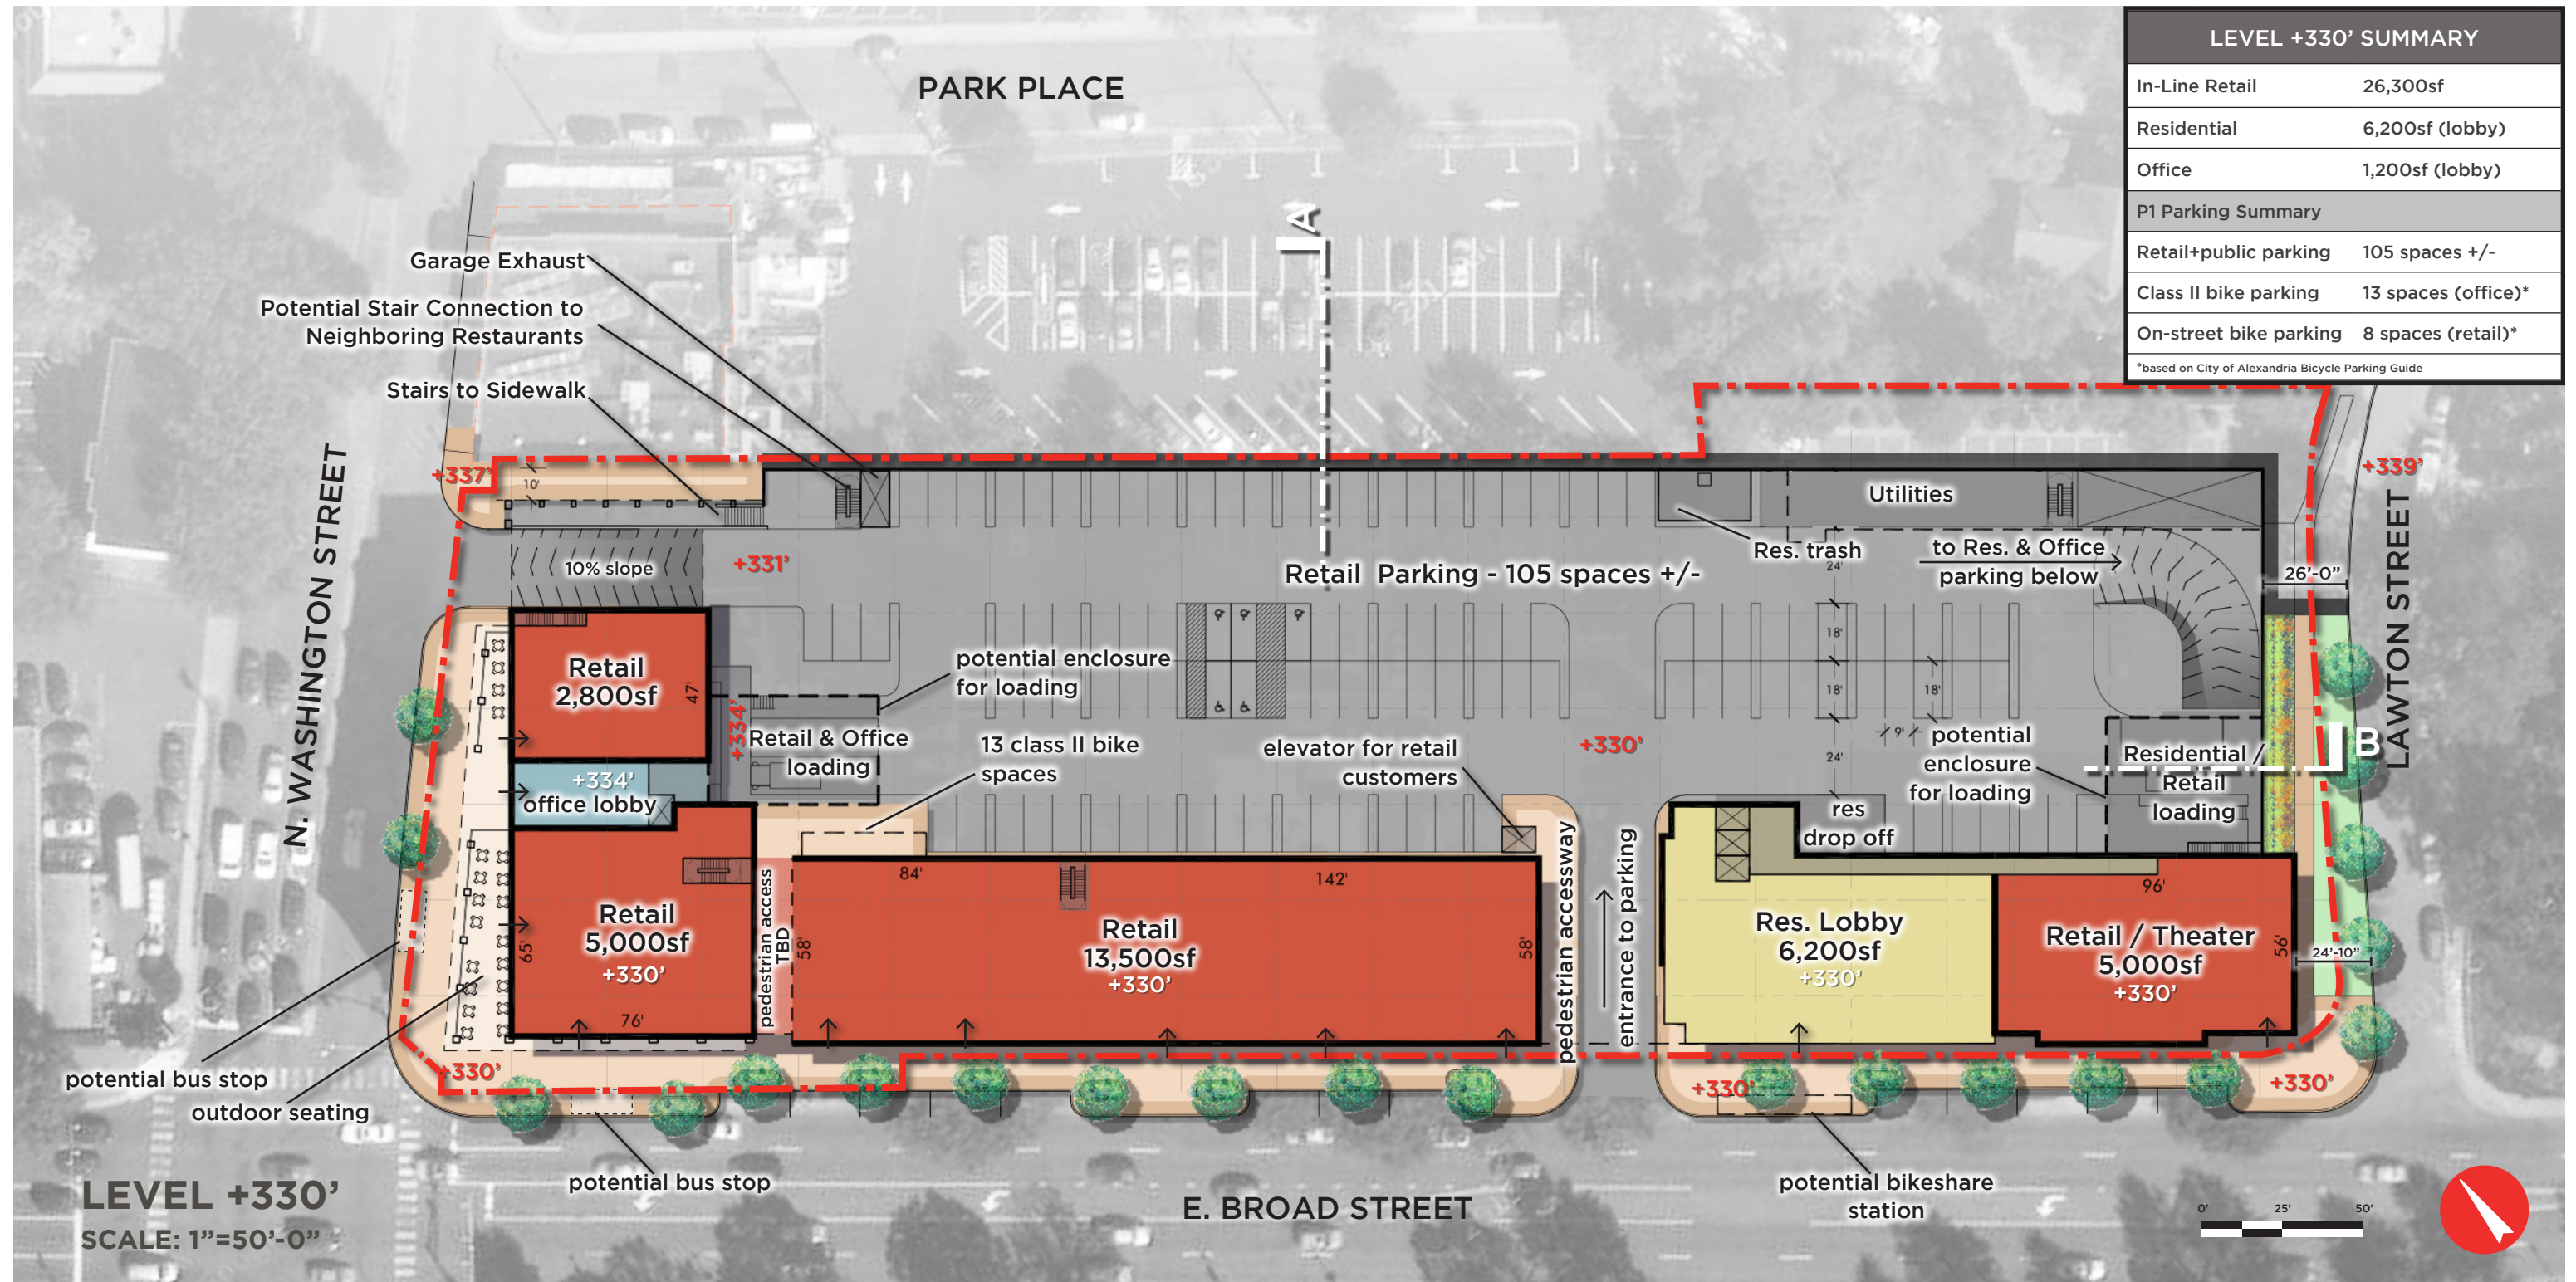 LEVEL +330’ SUMMARY
In-Line Retail 26,300sf
Residential 6,200sf (lobby)
Office 1,200sf (lobby)
P1 Parking Summary
Retail+public parking 105 spaces +/-
Class II bike parking 13 spaces (office)*
On-street bike parking 8 spaces (retail)*
*based on City of Alexandria Bicycle Parking Guide
PARK PLACE
A
Garage Exhaust
Potential Stair Connection to
Neighboring Restaurants
Stairs to Sidewalk
+337’
10'
+339’
N. WASHINGTON STREET
LAWTON STREET
10% slope
+331’
Utilities
Res. trash
Retail Parking - 105 spaces +/-
to Res. & Office
parking below
24'
26’-0”
18'
18'
18'
24'
9'
Retail
2,800sf
47'
+334’
potential enclosure
for loading
Retail & Office
loading
13 class II bike
spaces
elevator for retail
customers
+330’
potential
enclosure
for loading
Residential /
Retail
loading
B
+334’
office lobby
res
drop off
Retail
5,000sf
+330’
65'
76'
pedestrian access
TBD
84'
142'
58'
58'
Retail
13,500sf
+330’
pedestrian accessway
entrance to parking
Res. Lobby
6,200sf
+330’
96'
Retail / Theater
5,000sf
+330’
56'
24’-10”
+330’
+330’
+330’
potential bus stop
outdoor seating
potential bus stop
potential bikeshare
station
E. BROAD STREET
LEVEL +330’
SCALE: 1”=50’-0”
0' 25' 50'